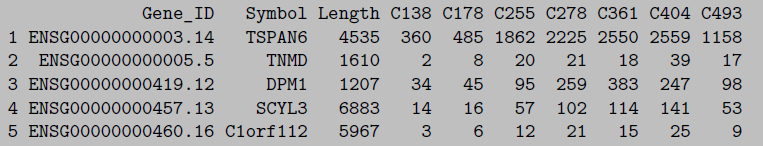 Gene_ID Symbol Length C138 C178 C255 C278 C361 C404 C493
1 ENSG00000000003.14 TSPAN6 4535 360 485 1862 2225 2550 2559 1158
2 ENSG00000000005.5 TNMD 1610 2 8 20 21 18 39 17
3 ENSG00000000419.12 DPM1 1207 34 45 95 259 383 247 98
4 ENSG00000000457.13 SCYL3 6883 14 16 57 102 114 141 53
5 ENSG00000000460.16 C1orf112 5967 3 6 12 21 15 25 9